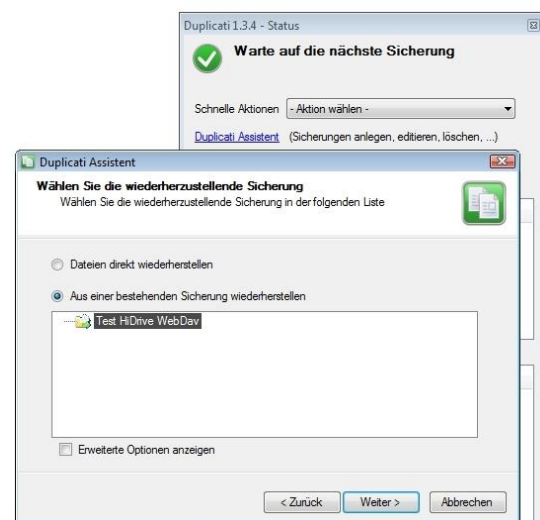 Duplicati 1.3.4 - Status
Warte auf die nächste Sicherung
Schnelle Aktionen - Aktion wählen -
Duplicati Assistent (Sicherungen anlegen, editieren, löschen, ...)
Duplicati Assistent
Wählen Sie die wiederherzustellende Sicherung
Wählen Sie die wiederherzustellende Sicherung in der folgenden Liste
Dateien direkt wiederherstellen
Aus einer bestehenden Sicherung wiederherstellen
Test HiDrive WebDav
Erweiterte Optionen anzeigen
< Zurück Weiter > Abbrechen